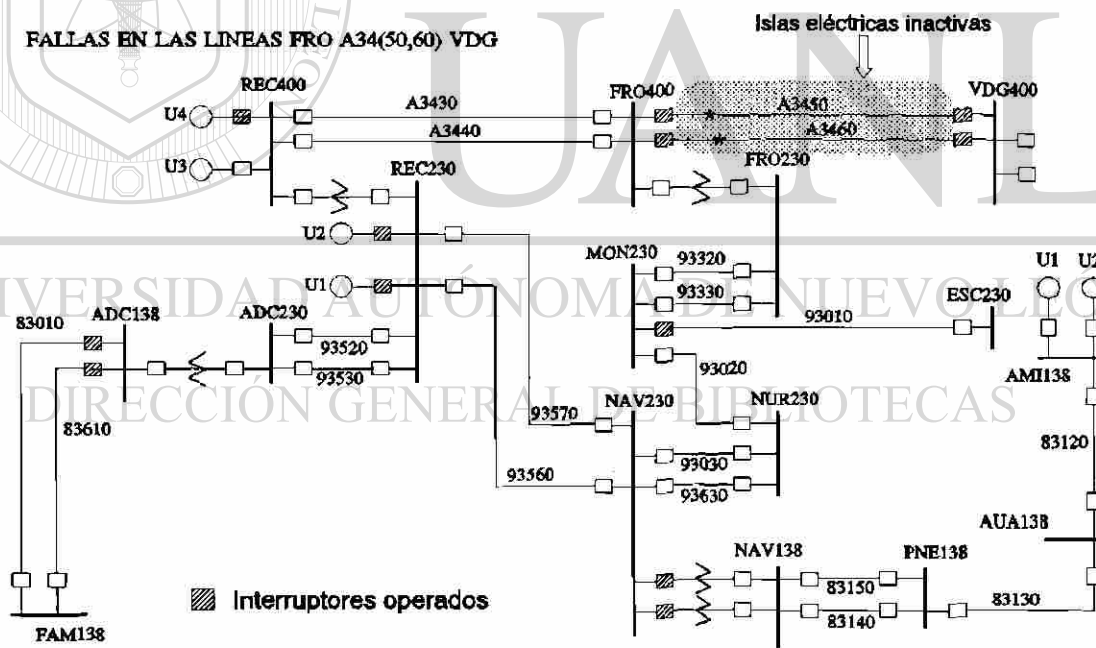 Islas eléctricas inactivas
FALLAS EN LAS LINEAS FRO A34(50,60) VDG
REC400
FRO400
VDG400
U4
A3430
A3450
A3440
A3460
U3
REC230
FRO230
U2
MON230
93320
U1
U1
U2
93330
ESC230
UNIVERSIDAD AUTÓNOMA DE NUEVO LEÓ
83010
ADC138
ADC230
93010
93520
93020
AMI138
93530
DIRECCIÓN GENERAL DE BIBLIOTECAS
NAV230
NUR230
83610
93570
93030
83120
93560
93630
AUA138
NAV138
PNE138
Interruptores operados
83150
83130
83140
FAM138
UANL